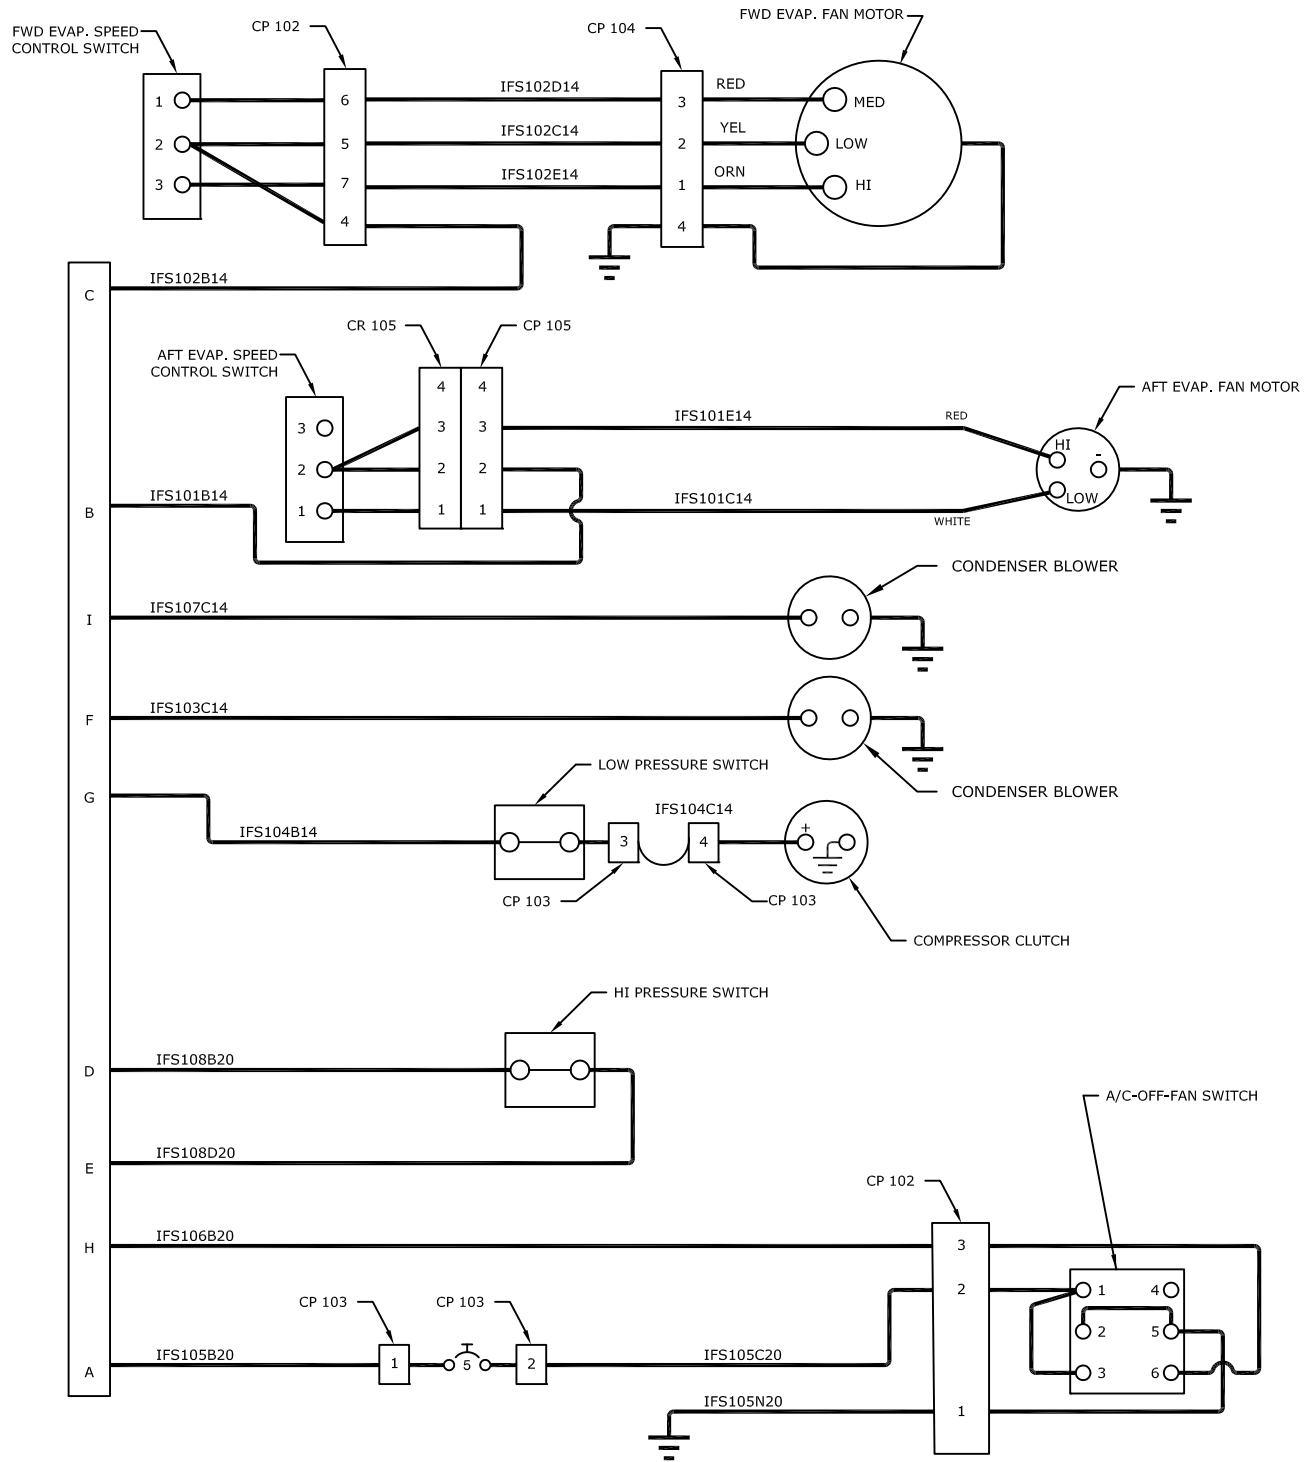 FWD EVAP. SPEED
CONTROL SWITCH
CP 102
CP 104
FWD EVAP. FAN MOTOR
1
2
3
6
5
7
4
IFS102D14
IFS102C14
IFS102E14
3
2
1
4
RED
YEL
ORN
MED
LOW
HI
C
IFS102B14
CR 105
CP 105
AFT EVAP. SPEED
CONTROL SWITCH
AFT EVAP. FAN MOTOR
3
2
1
4
3
2
1
4
3
2
1
IFS101E14
RED
HI
-
LOW
B
IFS101B14
IFS101C14
WHITE
CONDENSER BLOWER
I
IFS107C14
F
IFS103C14
CONDENSER BLOWER
LOW PRESSURE SWITCH
G
IFS104B14
IFS104C14
3
4
+
CP 103
CP 103
COMPRESSOR CLUTCH
HI PRESSURE SWITCH
D
IFS108B20
E
IFS108D20
A/C-OFF-FAN SWITCH
CP 102
H
IFS106B20
3
2
1
1
4
2
5
3
6
CP 103
CP 103
A
IFS105B20
1
5
2
IFS105C20
IFS105N20